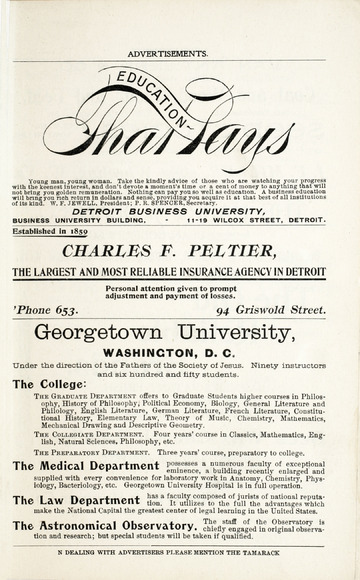 ADVERTISEMENTS.
EDUCATION
That Pays
Young man, young woman. Take the kindly advice of those who are watching your progress
with the keenest interest, and don't devote a moment's time or a cent of money to anything that will
not bring you golden remuneration. Nothing can pay you so well as education. A business education
will bring you rich return in dollars and sense, providing you acquire it at that best of all institutions
of its kind. W. F. JEWELL, President; P. R. SPENCER, Secretary.
DETROIT BUSINESS UNIVERSITY,
BUSINESS UNIVERSITY BUILDING. · 11-19 WILCOX STREET, DETROIT.
Established in 1859
CHARLES F. PELTIER,
THE LARGEST AND MOST RELIABLE INSURANCE AGENCY IN DETROIT
Personal attention given to prompt
adjustment and payment of losses.
'Phone 653. 94 Griswold Street.
Georgetown University,
WASHINGTON, D. C.
Under the direction of the Fathers of the Society of Jesus. Ninety instructors
and six hundred and fifty students.
The College:
THE GRADUATE DEPARTMENT offers to Graduate Students higher courses in Philos-
ophy, History of Philosophy, Political Economy, Biology, General Literature and
Philology, English Literature, German Literature, French Literature, Constitu-
tional History, Elementary Law, Theory of Music, Chemistry, Mathematics,
Mechanical Drawing and Descriptive Geometry.
THE COLLEGIATE DEPARTMENT. Four years' course in Classics, Mathematics, Eng-
lish, Natural Sciences, Philosophy, etc.
THE PREPARATORY DEPARTMENT. Three years' course, preparatory to college.
The Medical Department possesses a numerous faculty of exceptional
eminence, a building recently enlarged and
supplied with every convenience for laboratory work in Anatomy, Chemistry, Phys-
iology, Bacteriology, etc. Georgetown University Hospital is in full operation.
The Law Department has a faculty composed of jurists of national reputa-
tion. It utilizes to the full the advantages which
make the National Capital the greatest center of legal learning in the United States.
The Astronomical Observatory. The staff of the Observatory is
chiefly engaged in original observa-
tion and research; but special students will be taken if qualified.
N DEALING WITH ADVERTISERS PLEASE MENTION THE TAMARACK